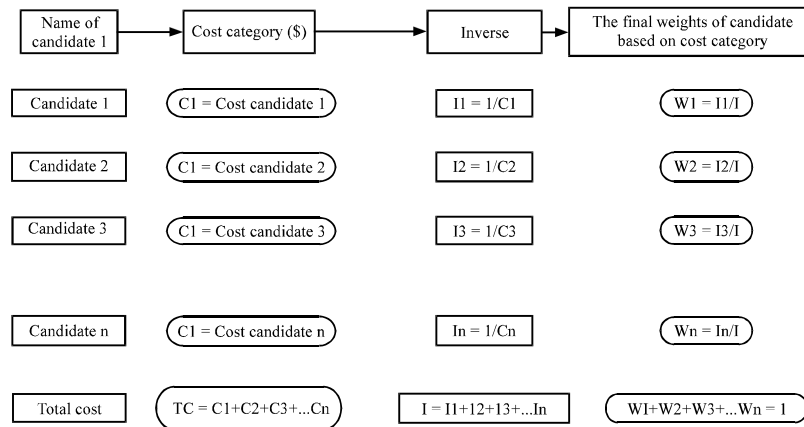 Name of
candidate 1
Cost category ($)
Inverse
The final weights of candidate
based on cost category
Candidate 1
C1 = Cost candidate 1
I1 = 1/C1
W1 = I1/I
Candidate 2
C1 = Cost candidate 2
I2 = 1/C2
W2 = I2/I
Candidate 3
C1 = Cost candidate 3
I3 = 1/C3
W3 = I3/I
Candidate n
C1 = Cost candidate n
In = 1/Cn
Wn = In/I
Total cost
TC = C1+C2+C3+...Cn
I = I1+12+13+...In
WI+W2+W3+...Wn = 1